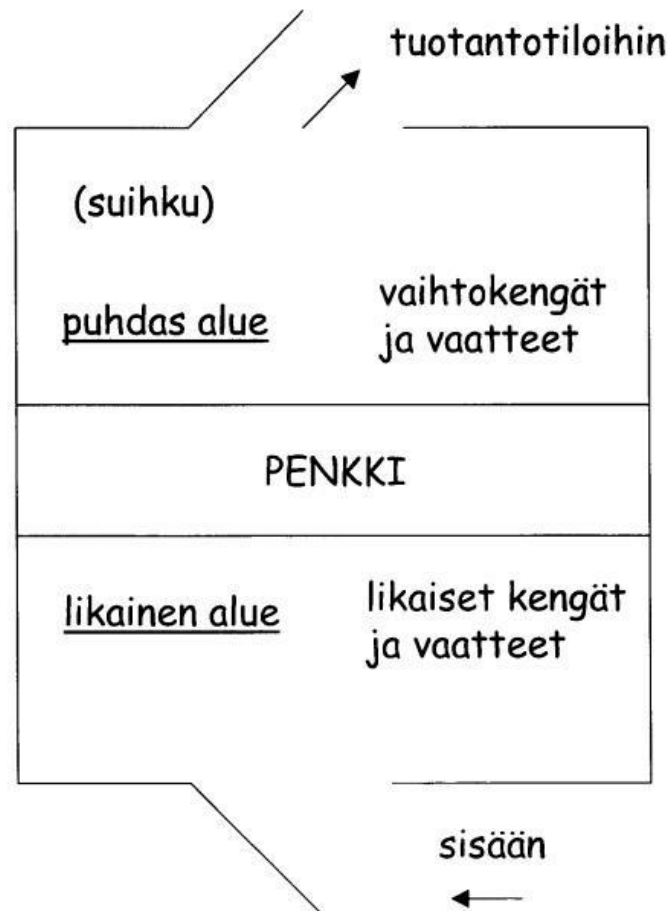 tuotantotiloihin
(suihku)
puhdas alue
vaihtokengät
ja vaatteet
PENKKI
likainen alue
likaiset kengät
ja vaatteet
sisään